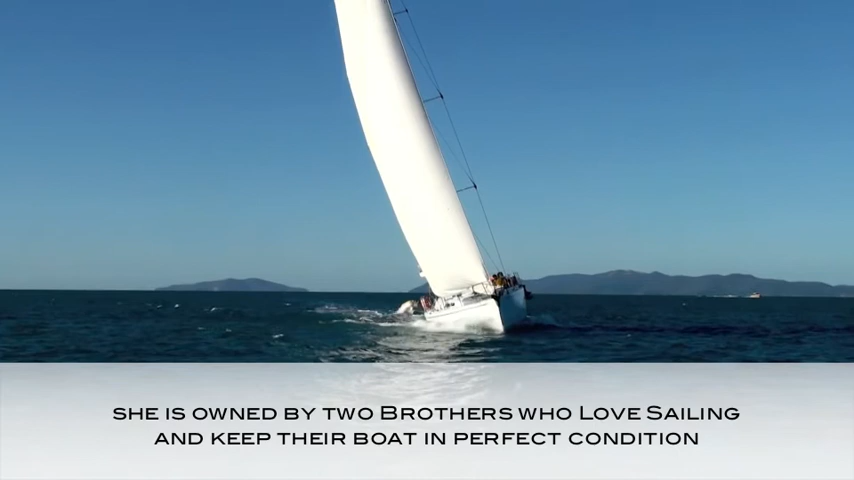 SHE IS OWNED BY TWO BROTHERS WHO LOVE SAILING
AND KEEP THEIR BOAT IN PERFECT CONDITION